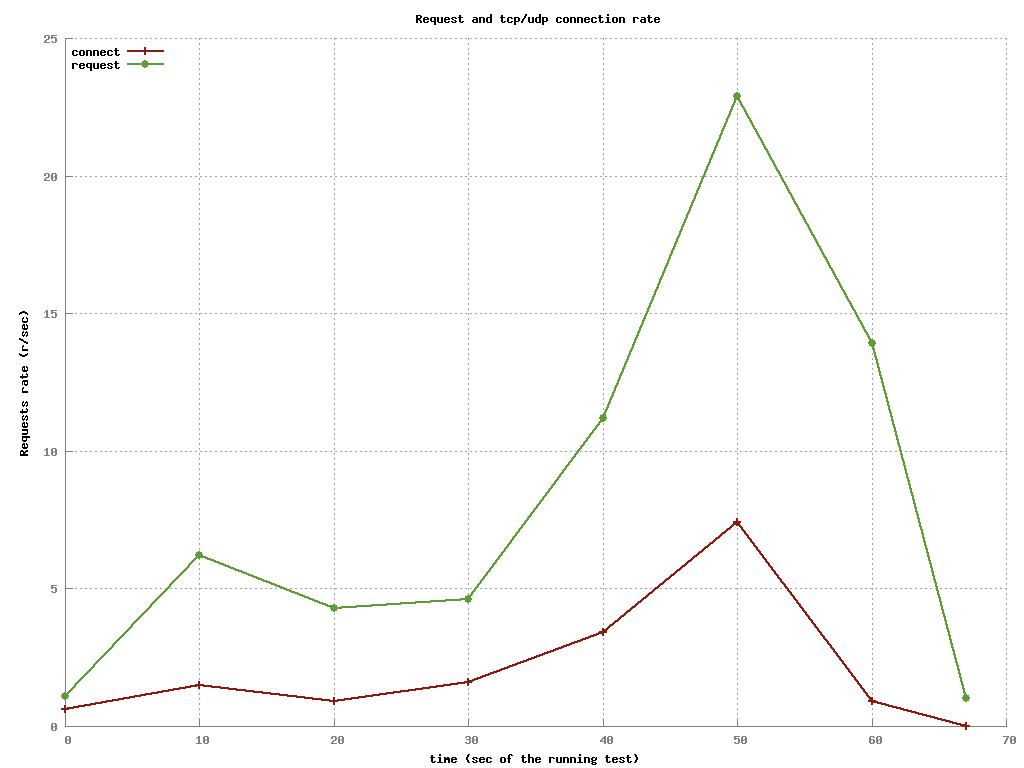 Request and tcp/udp connection rate
25
connect
request
20
15
Requests rate (r/sec)
10
5
0
0 10 20 30 40 50 60 70
time (sec of the running test)